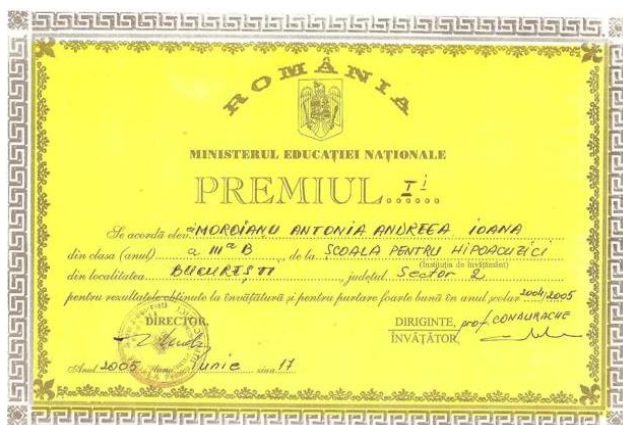 ROMÂNIA
MINISTERUL EDUCAȚIEI NAȚIONALE
PREMIUL I
Se acordă elev a MOROIANU ANTONIA ANDREEA IOANA
din clasa (anul) a III a B de la ȘCOALA PENTRU HIPOACUZICI
(Instituția de învățământ)
din localitatea BUCUREȘTI județul Sector 2
pentru rezultatele obținute la învățătură și pentru purtare foarte bună în anul școlar 2004/2005
DIRECTOR,
DIRIGINTE, prof. CONDURACHE
ÎNVĂȚĂTOR,
Anul 2005 luna Iunie ziua 17